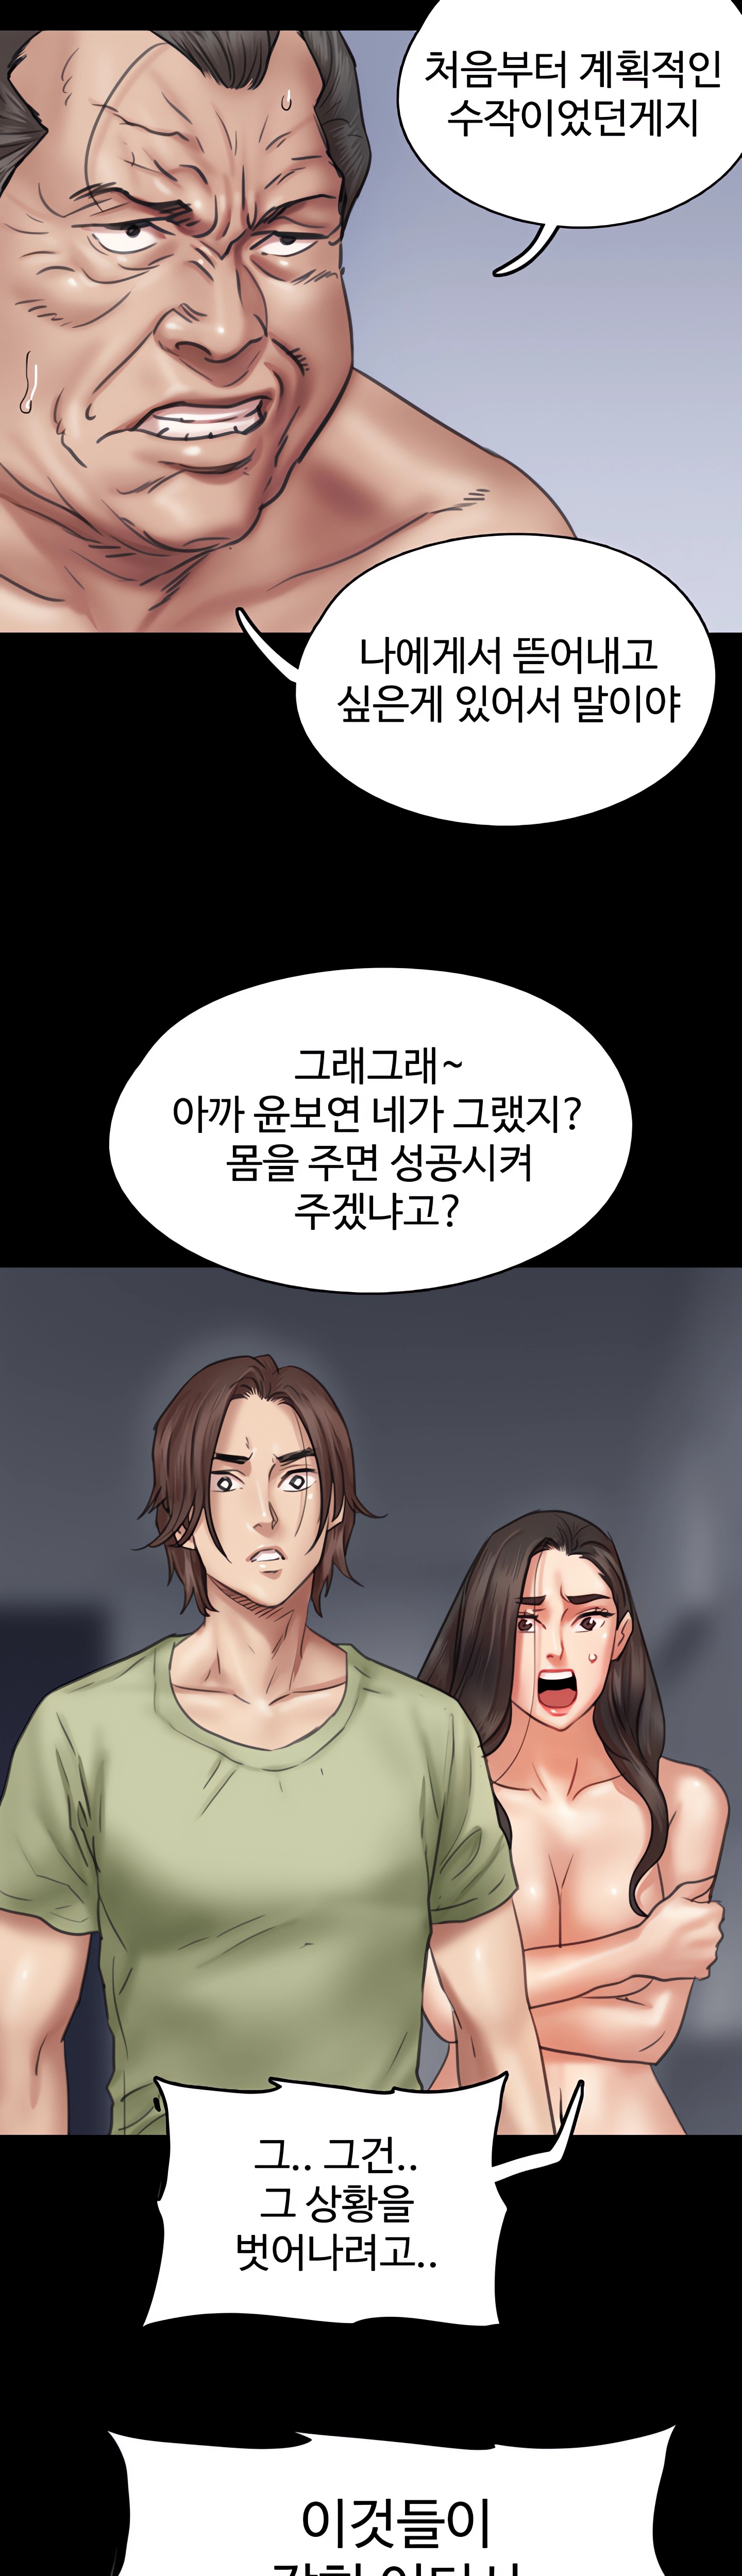 처음부터 계획적인
수작이었던게지
나에게서 뜯어내고
싶은게 있어서 말이야
그래그래~
아까 윤보연 네가 그랬지?
몸을 주면 성공시켜
주겠냐고?
그.. 그건..
그 상황을
벗어나려고..
이것들이